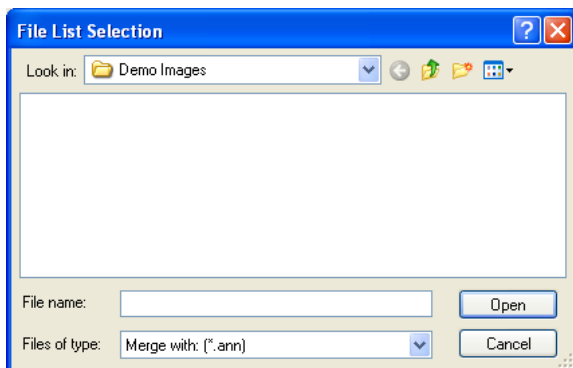 File List Selection
Look in: Demo Images
File name: Open
Files of type: Merge with: (*.ann) Cancel